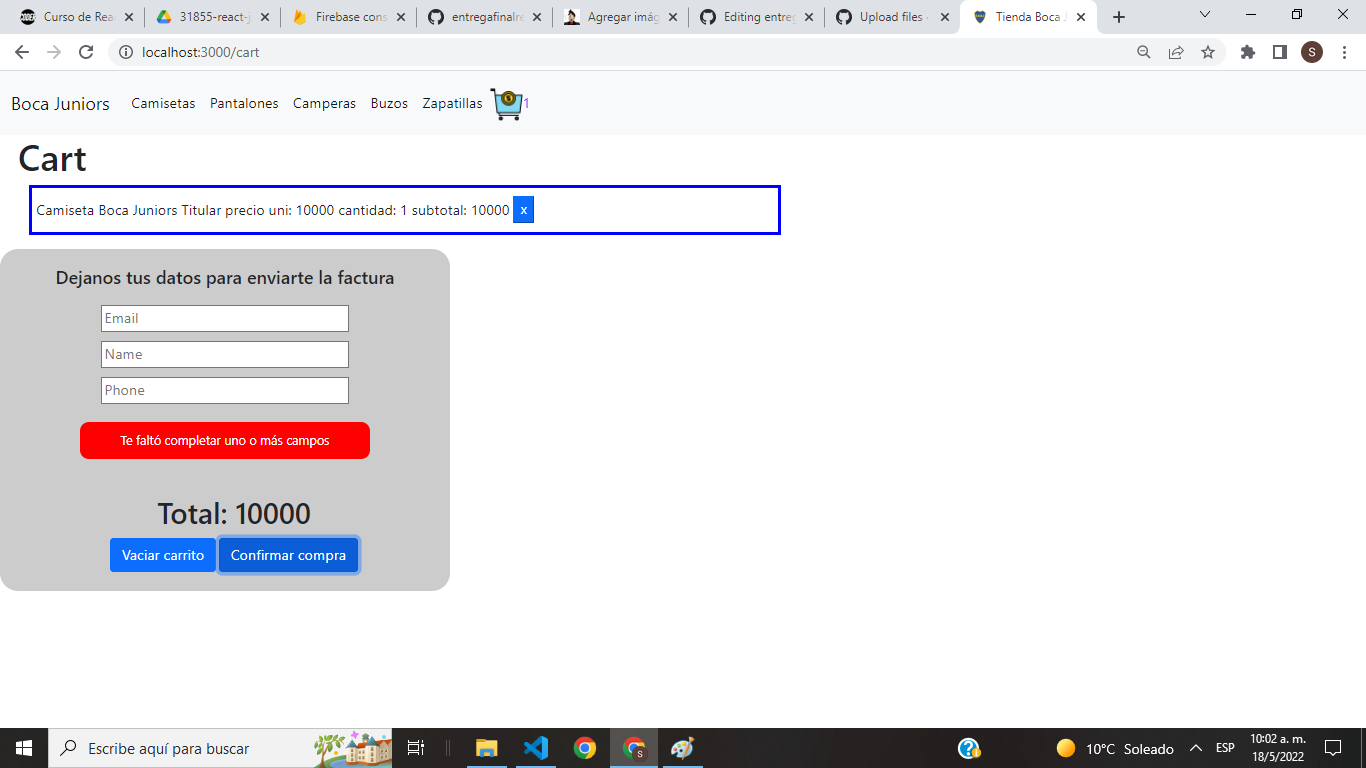 Curso de Rea
31855-react-j
Firebase cons
entregafinalre
Agregar imág
Editing entreg
Upload files ·
Tienda Boca J
localhost:3000/cart
S
Boca Juniors Camisetas Pantalones Camperas Buzos Zapatillas 1
Cart
Camiseta Boca Juniors Titular precio uni: 10000 cantidad: 1 subtotal: 10000 x
Dejanos tus datos para enviarte la factura
Email
Name
Phone
Te faltó completar uno o más campos
Total: 10000
Vaciar carrito Confirmar compra
Escribe aquí para buscar
10°C Soleado
ESP
10:02 a. m.
18/5/2022